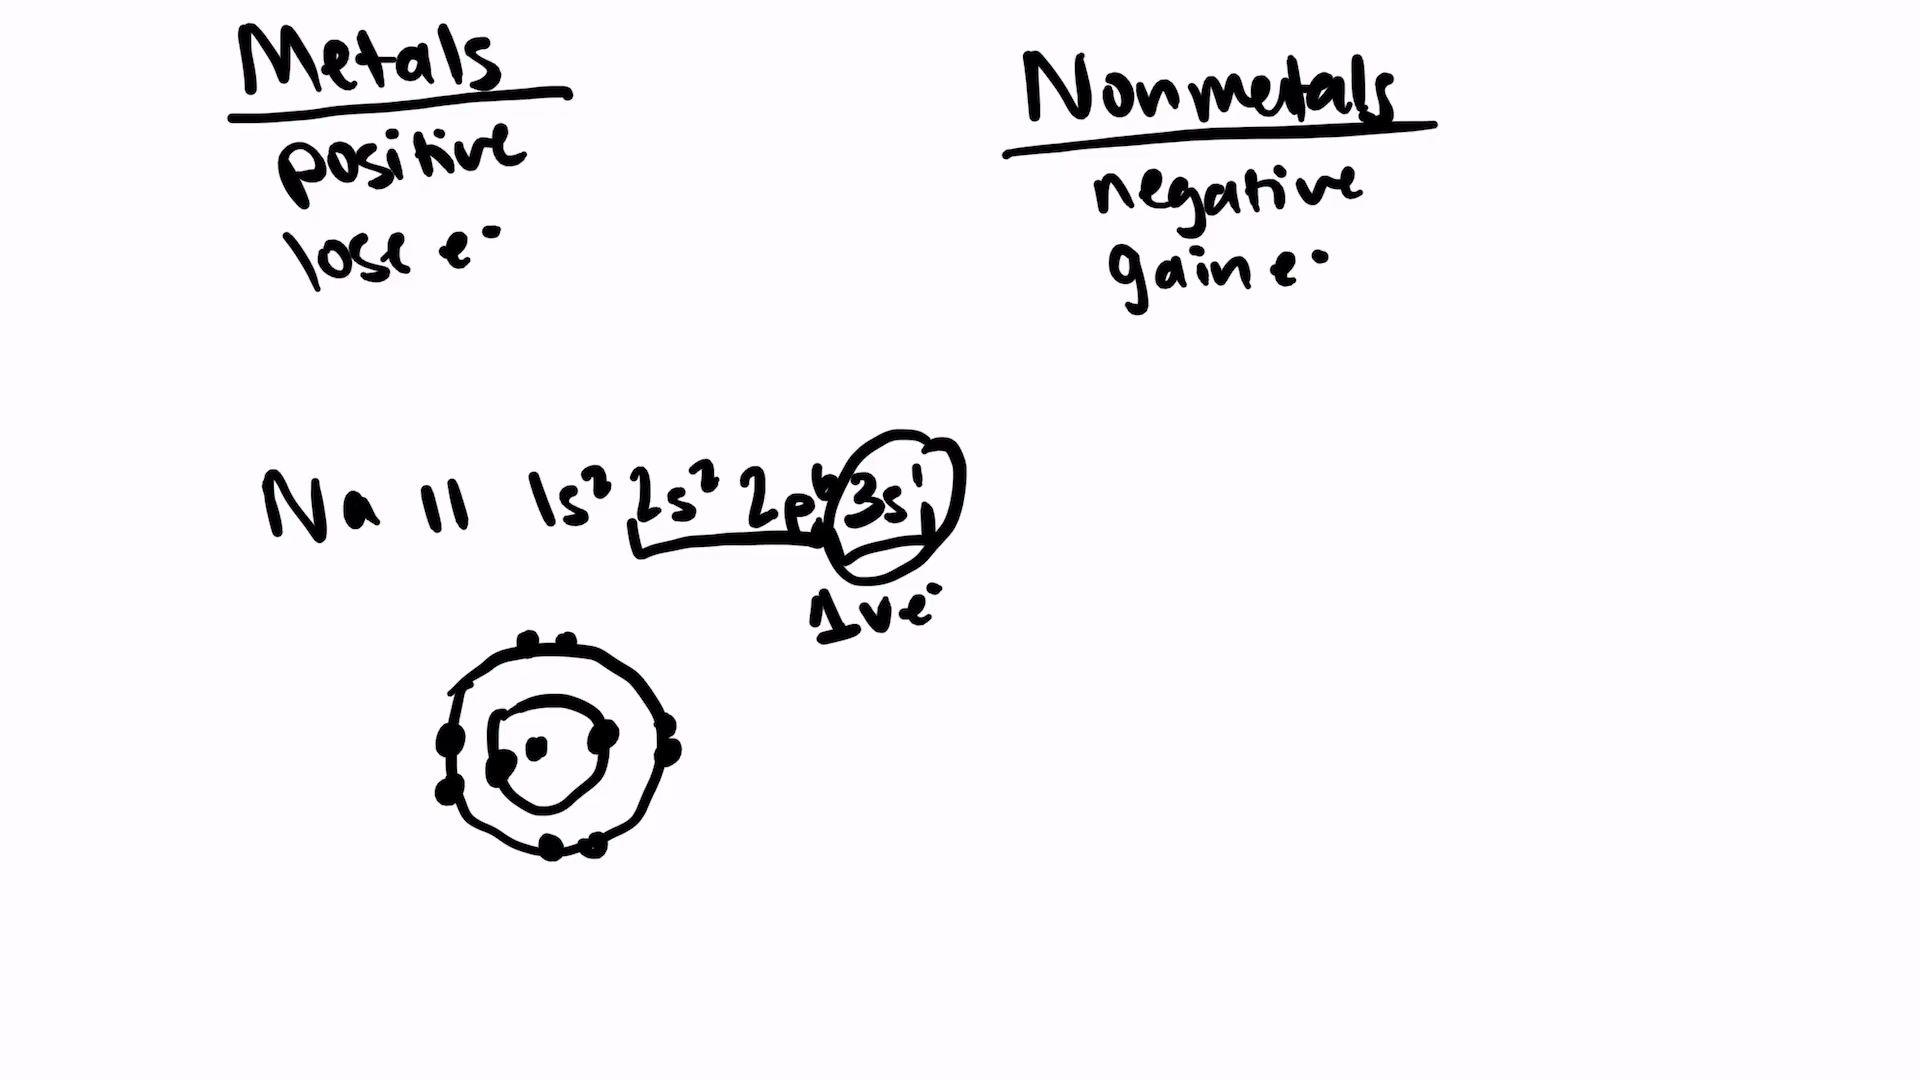 Metals
positive
lose e-
Nonmetals
negative
gain e-
Na 11 1s² 2s² 2p⁶ 3s¹
1ve-